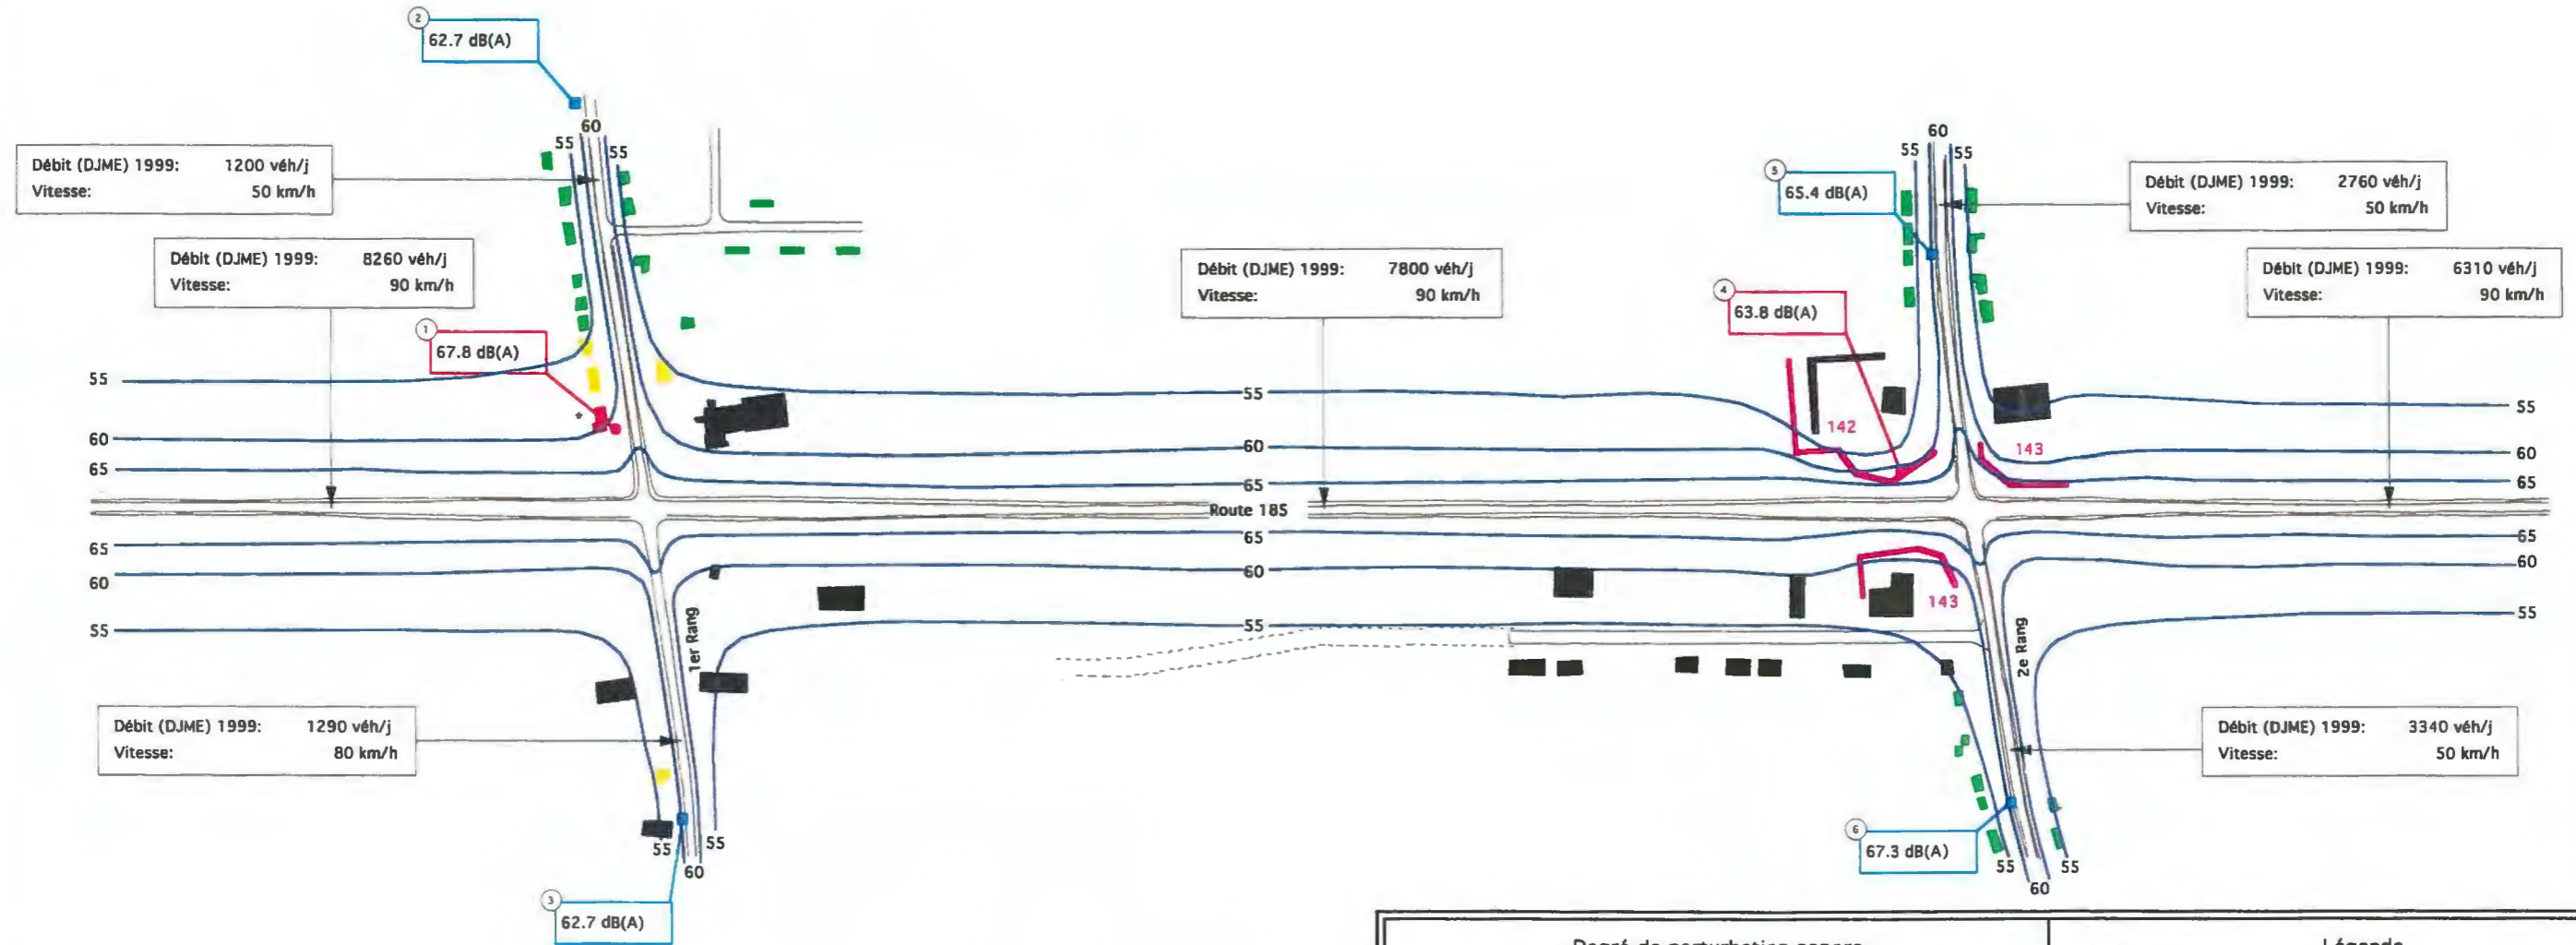 2
62.7 dB(A)
60
55
55
Débit (DJME) 1999: 1200 véh/j
Vitesse: 50 km/h
Débit (DJME) 1999: 8260 véh/j
Vitesse: 90 km/h
1
67.8 dB(A)
*
Débit (DJME) 1999: 7800 véh/j
Vitesse: 90 km/h
60
55
55
5
65.4 dB(A)
Débit (DJME) 1999: 2760 véh/j
Vitesse: 50 km/h
Débit (DJME) 1999: 6310 véh/j
Vitesse: 90 km/h
4
63.8 dB(A)
55
55
55
142
143
60
60
60
65
65
65
Route 185
65
65
65
60
60
60
143
55
55
55
1er Rang
2e Rang
Débit (DJME) 1999: 1290 véh/j
Vitesse: 80 km/h
Débit (DJME) 1999: 3340 véh/j
Vitesse: 50 km/h
55
55
60
3
62.7 dB(A)
6
67.3 dB(A)
55
55
60
Degré de perturbation sonore
Légende